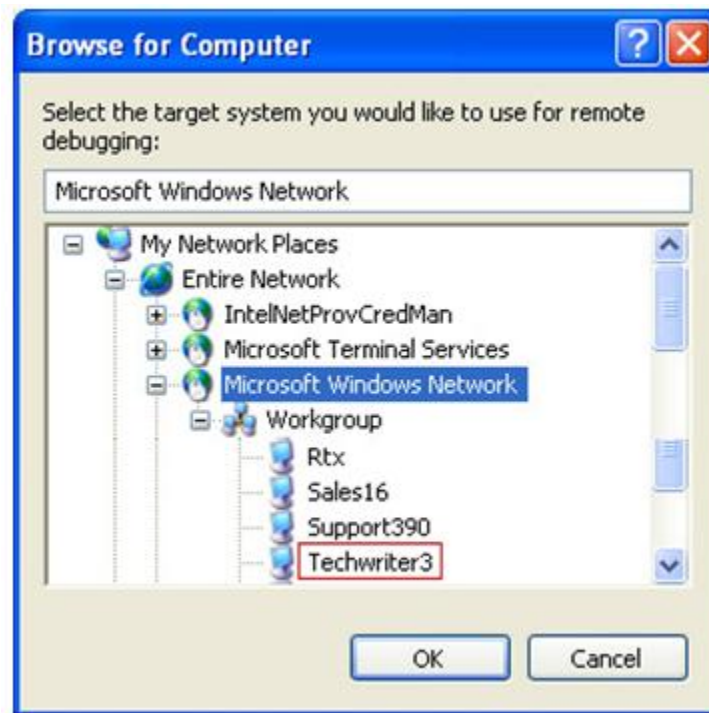 Browse for Computer
Select the target system you would like to use for remote
debugging:
Microsoft Windows Network
My Network Places
Entire Network
IntelNetProvCredMan
Microsoft Terminal Services
Microsoft Windows Network
Workgroup
Rtx
Sales16
Support390
Techwriter3
OK Cancel